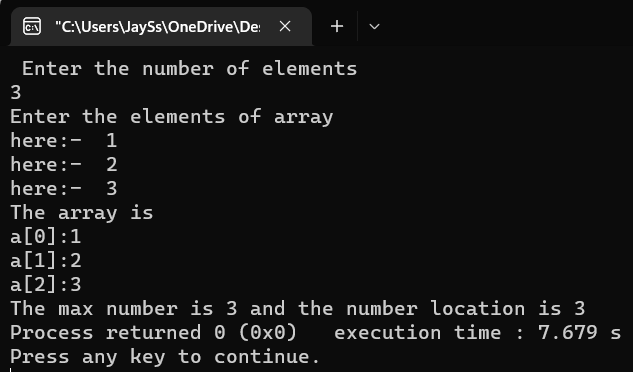 "C:\Users\JaySs\OneDrive\De
Enter the number of elements
3
Enter the elements of array
here:-  1
here:-  2
here:-  3
The array is
a[0]:1
a[1]:2
a[2]:3
The max number is 3 and the number location is 3
Process returned 0 (0x0)   execution time : 7.679 s
Press any key to continue.